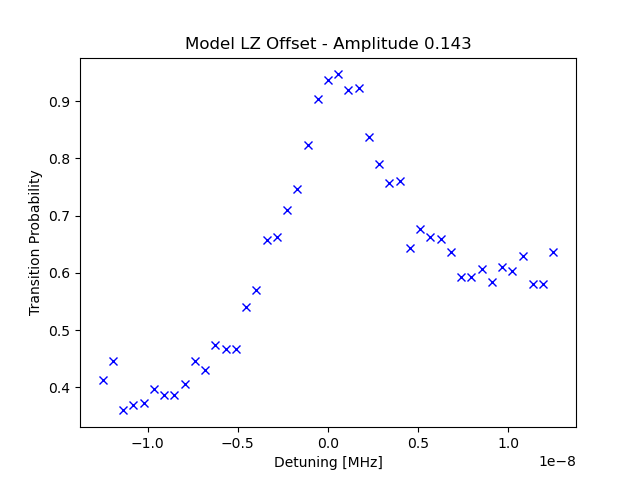 Model LZ Offset - Amplitude 0.143
Transition Probability
0.9
0.8
0.7
0.6
0.5
0.4
−1.0
−0.5
0.0
0.5
1.0
1e−8
Detuning [MHz]